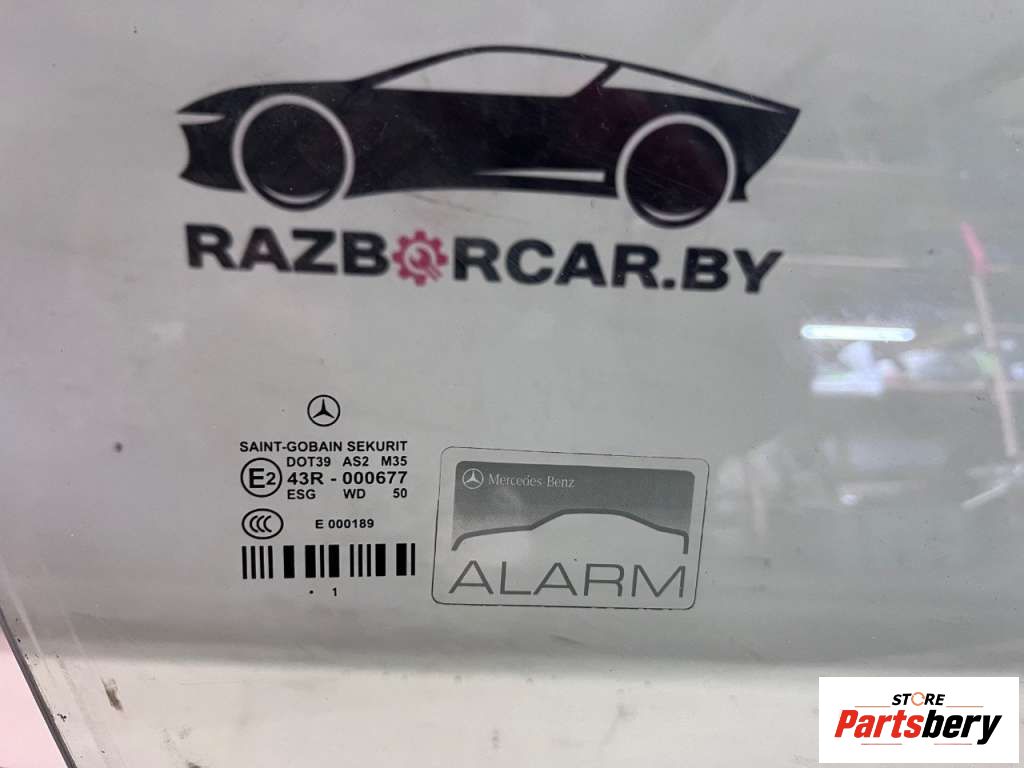 RAZBORCAR.BY
SAINT-GOBAIN SEKURIT
DOT39 AS2 M35
E2 43R - 000677
ESG WD 50
CCC E 000189
• 1
Mercedes-Benz
ALARM
STORE
Partsbery